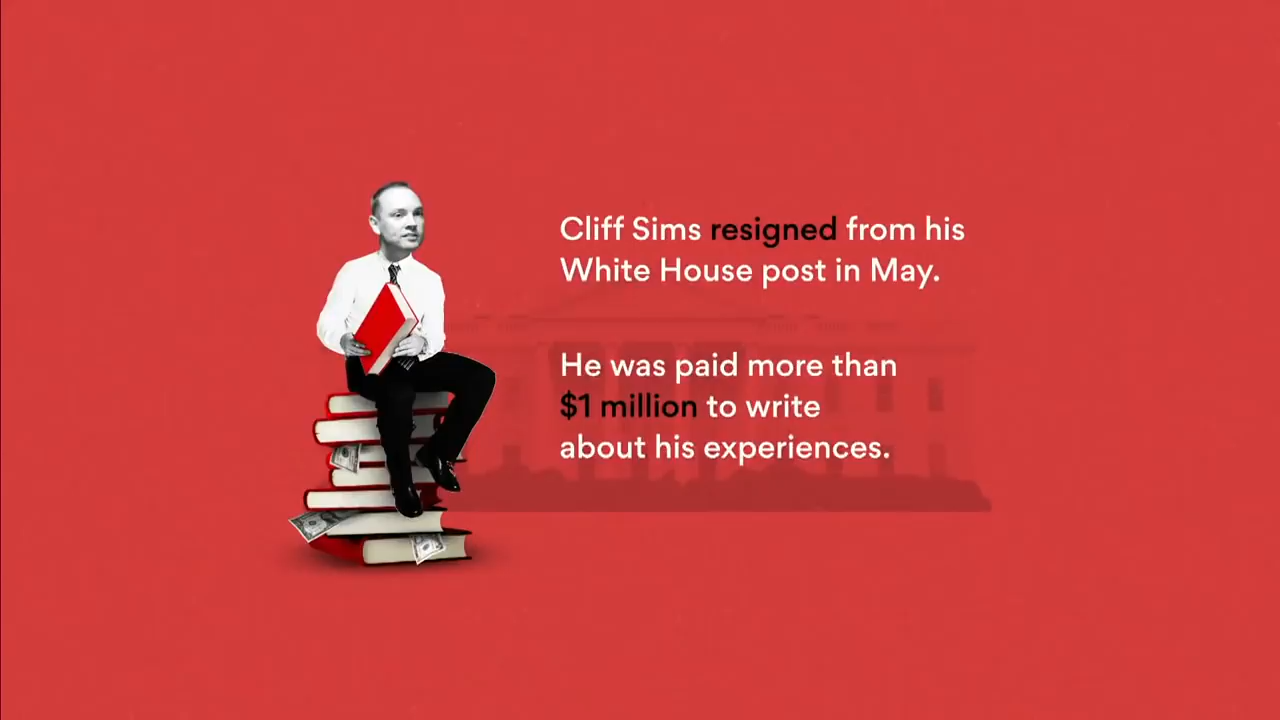 Cliff Sims resigned from his
White House post in May.
He was paid more than
$1 million to write
about his experiences.